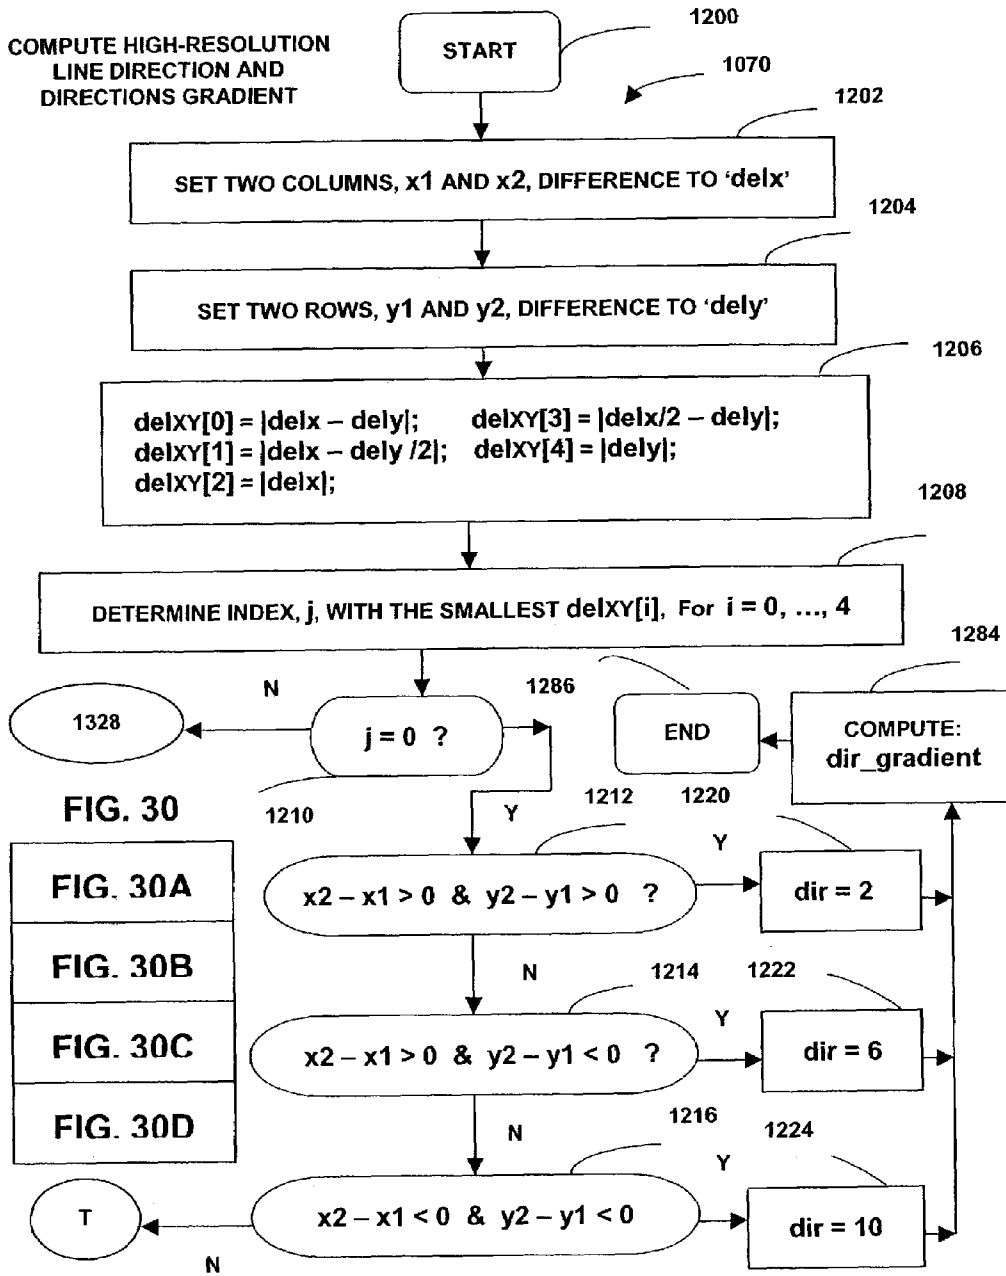 COMPUTE HIGH-RESOLUTION
LINE DIRECTION AND
DIRECTIONS GRADIENT
START
1200
1070
1202
SET TWO COLUMNS, x1 AND x2, DIFFERENCE TO ‘delx’
1204
SET TWO ROWS, y1 AND y2, DIFFERENCE TO ‘dely’
1206
delXY[0] = |delx – dely|; delXY[3] = |delx/2 – dely|;
delXY[1] = |delx – dely /2|; delXY[4] = |dely|;
delXY[2] = |delx|;
1208
DETERMINE INDEX, j, WITH THE SMALLEST delXY[i], For i = 0, …, 4
1284
N
1286
1328
j = 0 ?
END
COMPUTE:
dir_gradient
FIG. 30
1210
Y
1212
1220
Y
FIG. 30A
x2 – x1 > 0 & y2 – y1 > 0 ?
dir = 2
FIG. 30B
N
1214
1222
Y
FIG. 30C
x2 – x1 > 0 & y2 – y1 < 0 ?
dir = 6
FIG. 30D
N
1216
1224
Y
T
x2 – x1 < 0 & y2 – y1 < 0
dir = 10
N